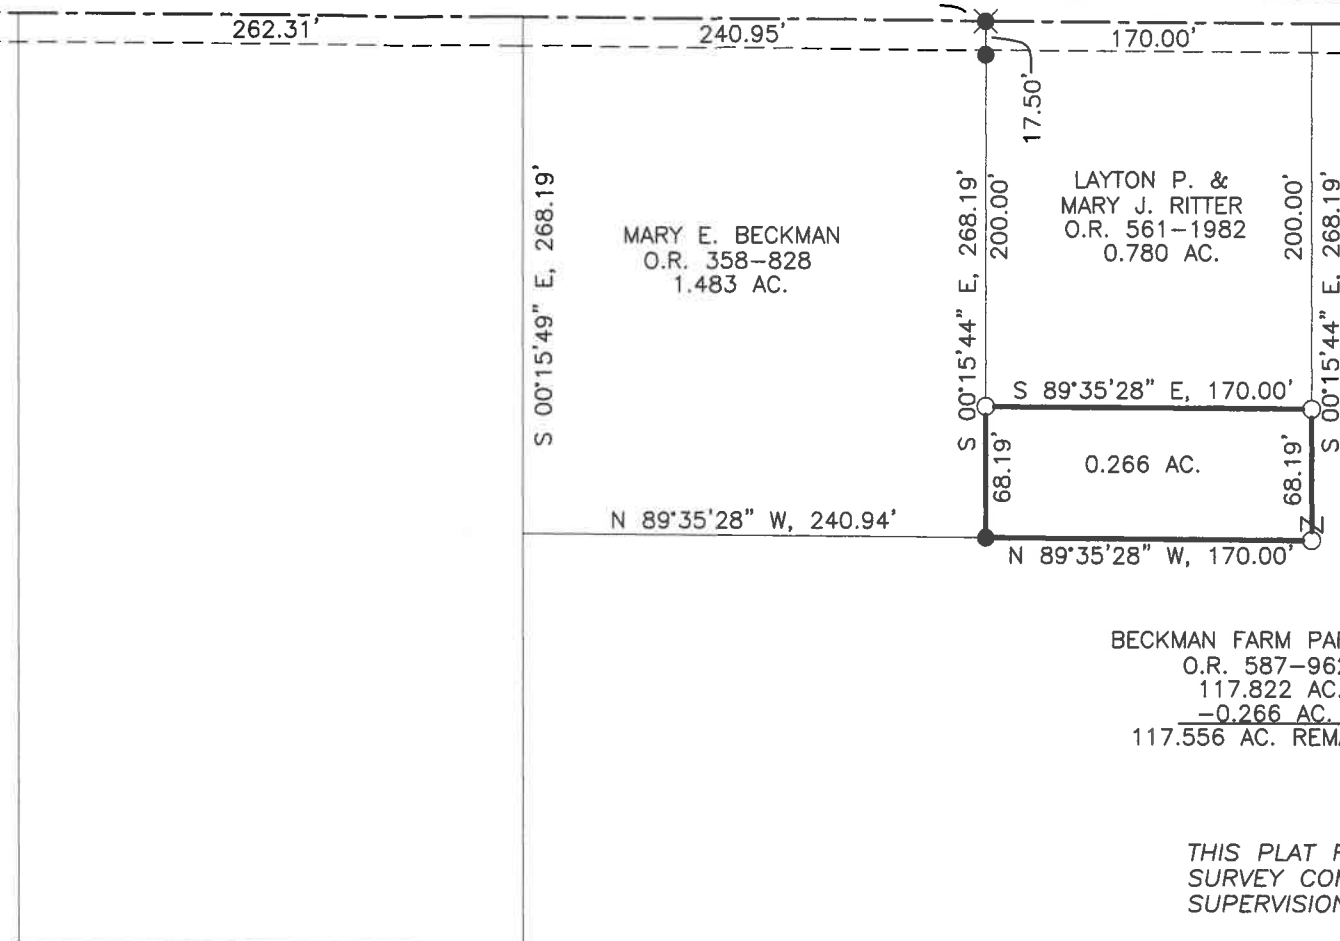 262.31'
240.95'
170.00'
17.50'
S 00°15'49" E, 268.19'
MARY E. BECKMAN
O.R. 358-828
1.483 AC.
S 00°15'44" E, 268.19'
200.00'
LAYTON P. &
MARY J. RITTER
O.R. 561-1982
0.780 AC.
200.00'
S 00°15'44" E, 268.19'
S 89°35'28" E, 170.00'
68.19'
0.266 AC.
68.19'
N 89°35'28" W, 240.94'
N 89°35'28" W, 170.00'
BECKMAN FARM
O.R. 587-962
117.822 AC.
-0.266 AC.
117.556 AC.
THIS PLAT
SURVEY
SUPERVISION